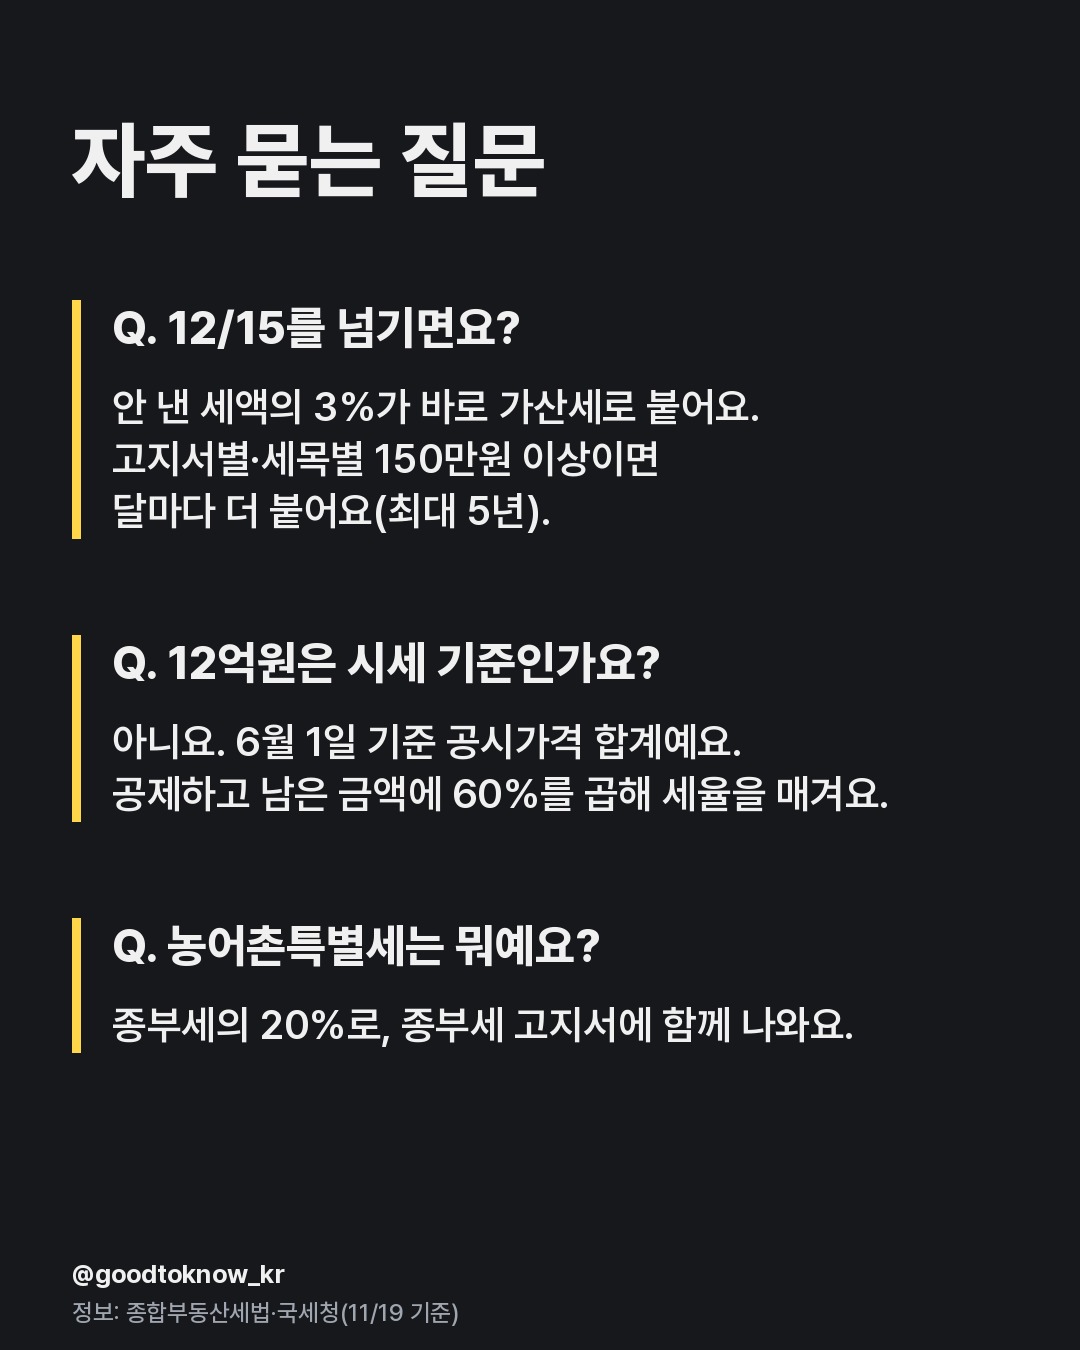 자주 묻는 질문
Q. 12/15를 넘기면요?
안 낸 세액의 3%가 바로 가산세로 붙어요.
고지서별·세목별 150만원 이상이면
달마다 더 붙어요(최대 5년).
Q. 12억원은 시세 기준인가요?
아니요. 6월 1일 기준 공시가격 합계예요.
공제하고 남은 금액에 60%를 곱해 세율을 매겨요.
Q. 농어촌특별세는 뭐예요?
종부세의 20%로, 종부세 고지서에 함께 나와요.
@goodtoknow_kr
정보: 종합부동산세법·국세청(11/19 기준)